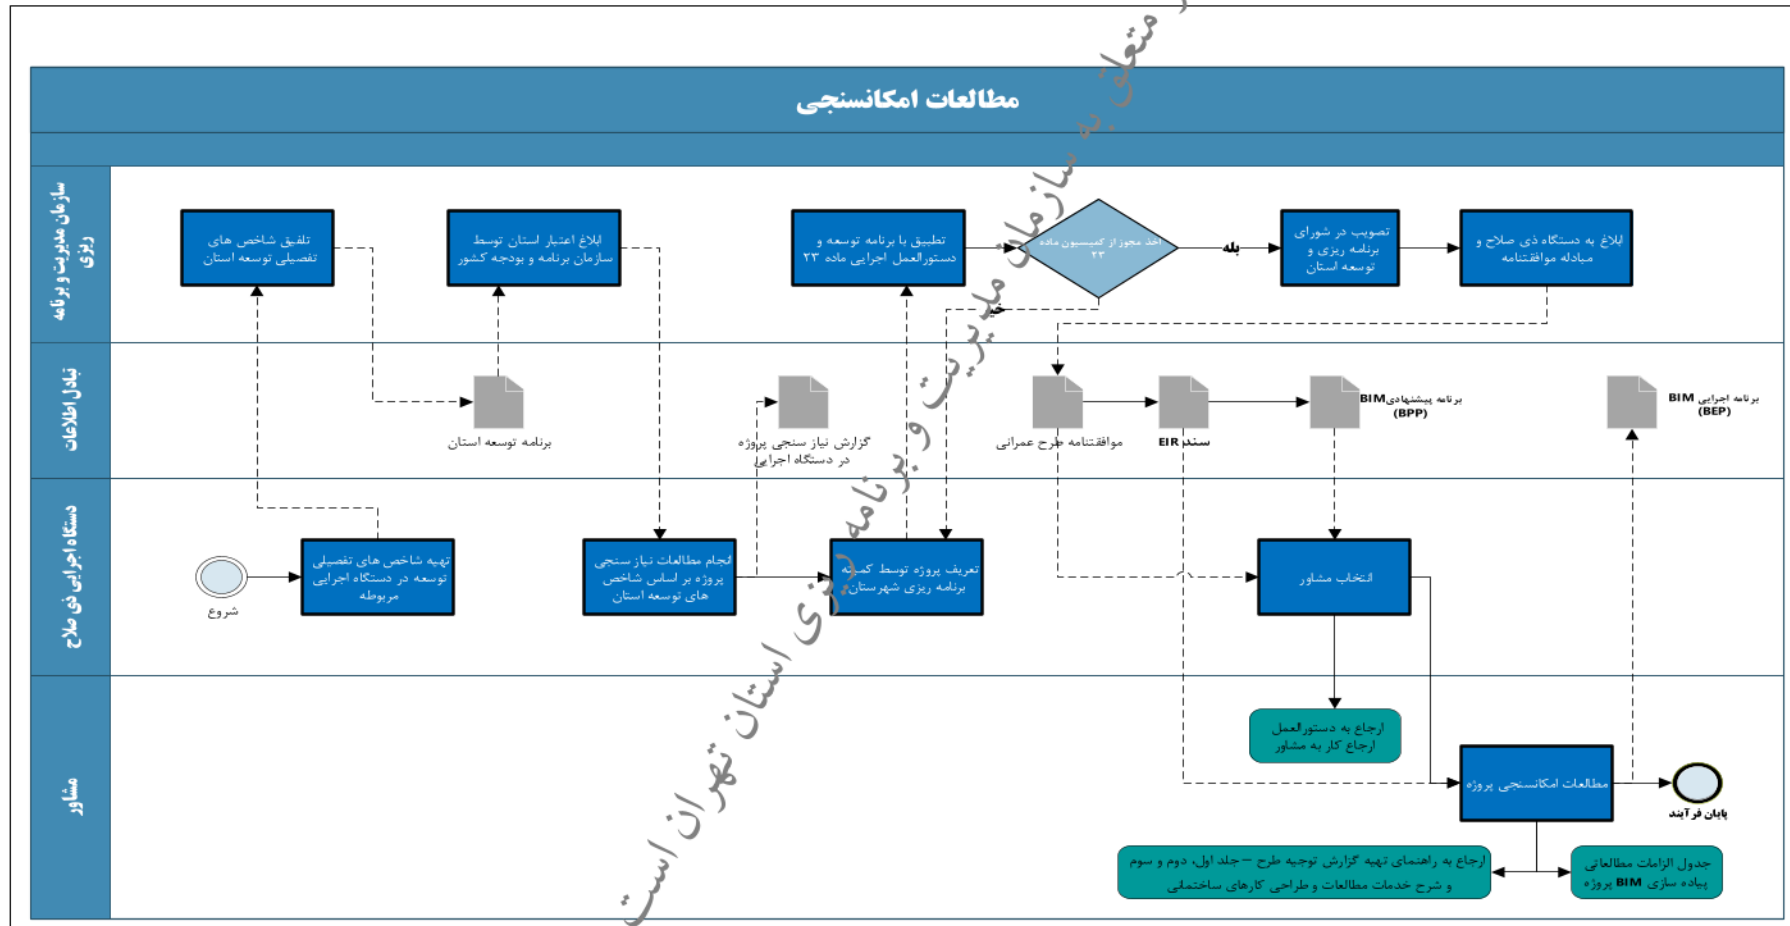 مطالعات امکانسنجی
سازمان مدیریت و برنامه
ریزی
تلفیق شاخص های
تفصیلی توسعه استان
ابلاغ اعتبار استان توسط
سازمان برنامه و بودجه کشور
تطبیق با برنامه توسعه و
دستورالعمل اجرایی ماده ۲۳
اخذ مجوز از کمیسیون ماده
۲۳
بله
خیر
تصویب در شورای
برنامه ریزی و
توسعه استان
ابلاغ به دستگاه ذی صلاح و
مبادله موافقتنامه
تبادل اطلاعات
برنامه توسعه استان
گزارش نیاز سنجی پروژه
در دستگاه اجرایی
موافقتنامه طرح عمرانی
سند EIR
برنامه پیشنهادی BIM
(BPP)
برنامه اجرایی BIM
(BEP)
دستگاه اجرایی ذی صلاح
شروع
تهیه شاخص های تفصیلی
توسعه در دستگاه اجرایی
مربوطه
انجام مطالعات نیاز سنجی
پروژه بر اساس شاخص
های توسعه استان
تعریف پروژه توسط کمیته
برنامه ریزی شهرستان
انتخاب مشاور
مشاور
ارجاع به دستورالعمل
ارجاع کار به مشاور
مطالعات امکانسنجی پروژه
پایان فرآیند
ارجاع به راهنمای تهیه گزارش توجیه طرح – جلد اول، دوم و سوم
و شرح خدمات مطالعات و طراحی کارهای ساختمانی
جدول الزامات مطالعاتی
پیاده سازی BIM پروژه
متعلق به سازمان مدیریت و برنامه ریزی استان تهران است